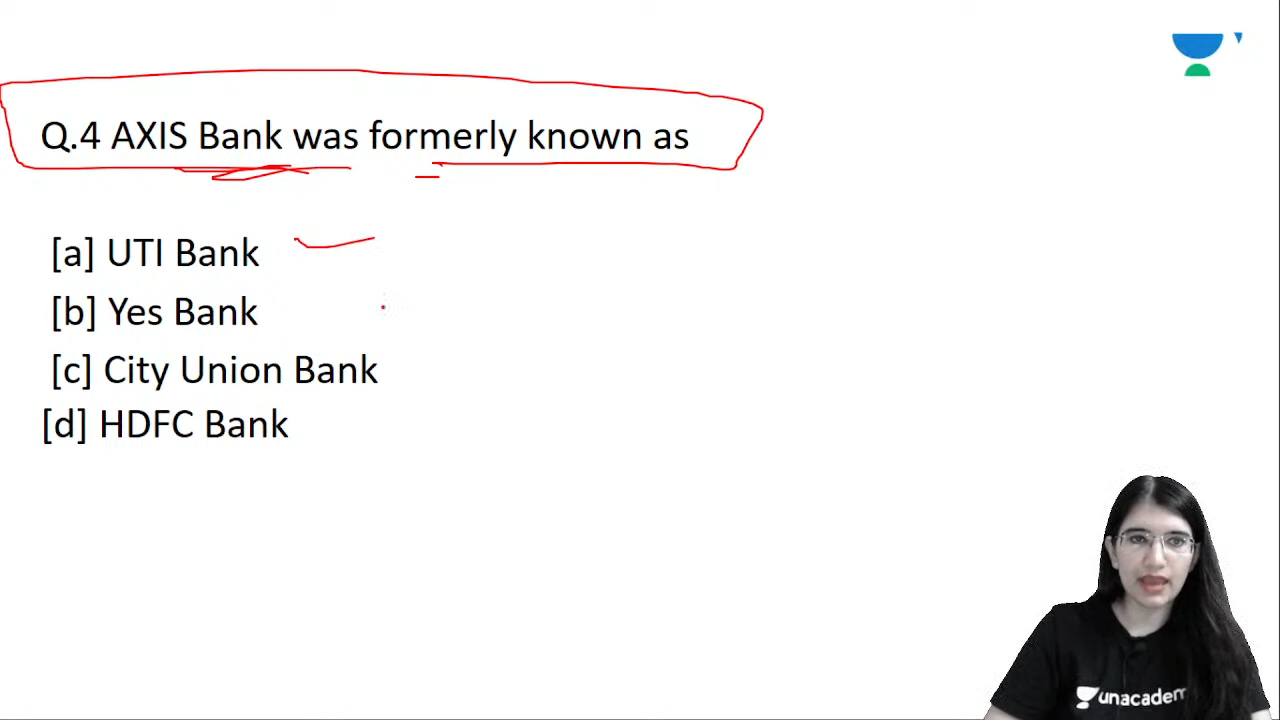 Q.4 AXIS Bank was formerly known as
[a] UTI Bank
[b] Yes Bank
[c] City Union Bank
[d] HDFC Bank
unacadem